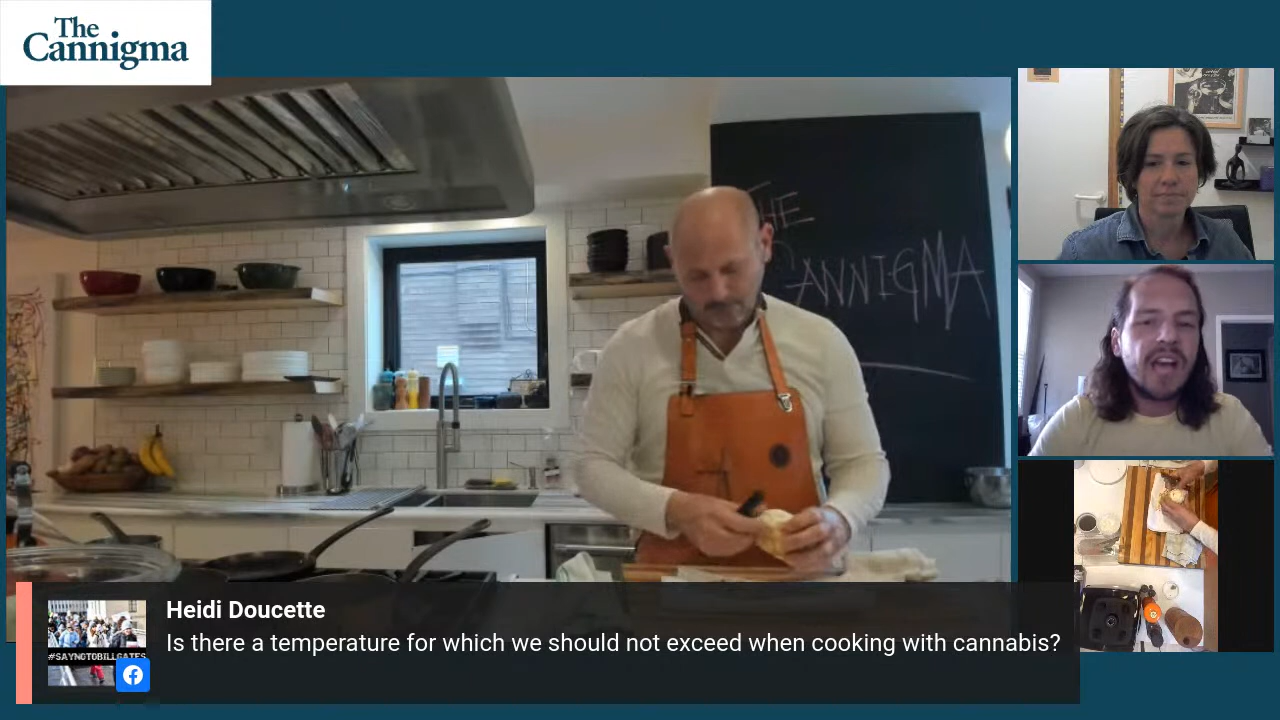 The
Cannigma
THE
CANNIGMA
Heidi Doucette
Is there a temperature for which we should not exceed when cooking with cannabis?
#SAYNOTOBILLGATES